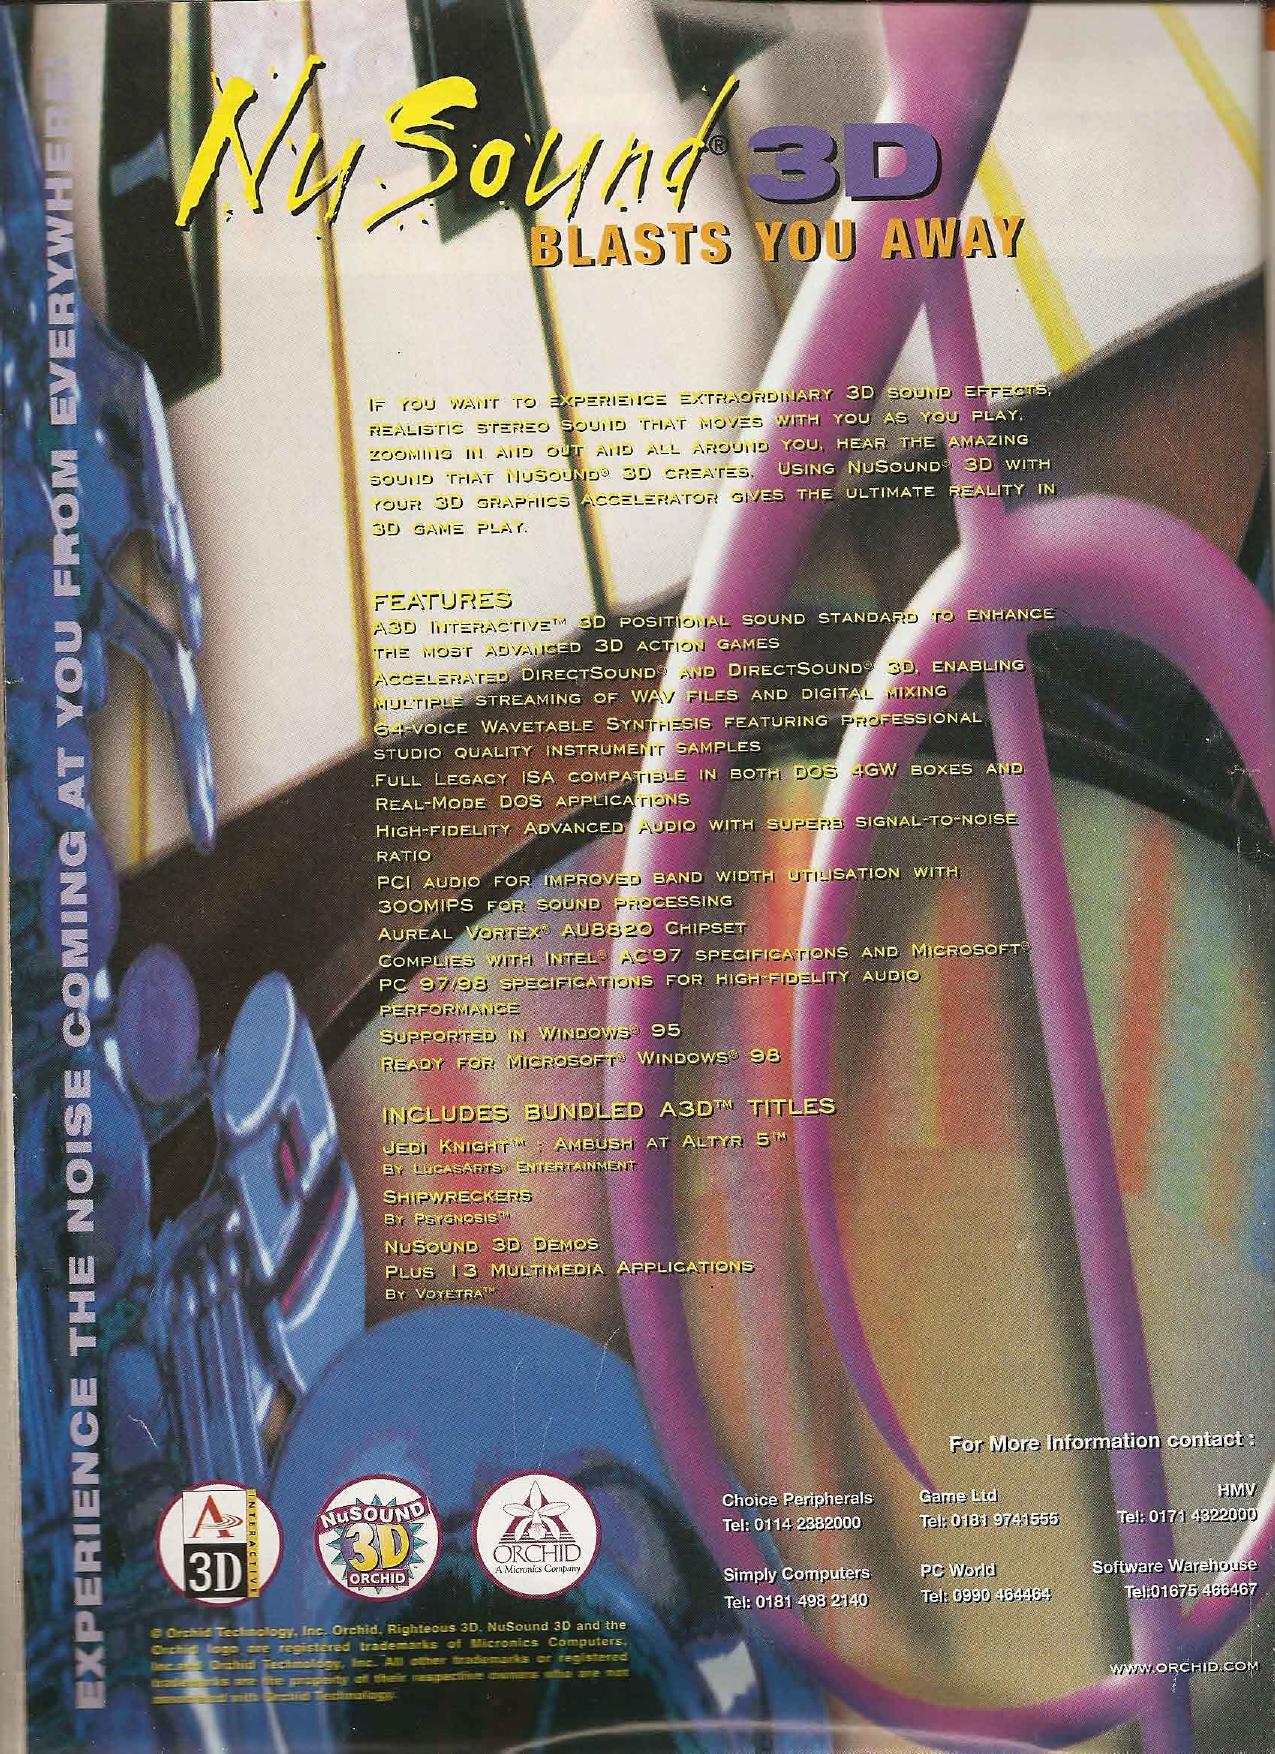 EXPERIENCE THE NOISE COMING AT YOU FROM EVERYWHERE!
NuSound® 3D
BLASTS YOU AWAY
IF YOU WANT TO EXPERIENCE EXTRAORDINARY 3D SOUND EFFECTS,
REALISTIC STEREO SOUND THAT MOVES WITH YOU AS YOU PLAY,
ZOOMING IN AND OUT AND ALL AROUND YOU, HEAR THE AMAZING
SOUND THAT NUSOUND® 3D CREATES. USING NUSOUND® 3D WITH
YOUR 3D GRAPHICS ACCELERATOR GIVES THE ULTIMATE REALITY IN
3D GAME PLAY.
FEATURES
A3D INTERACTIVE™ 3D POSITIONAL SOUND STANDARD TO ENHANCE
THE MOST ADVANCED 3D ACTION GAMES
ACCELERATED DIRECTSOUND® AND DIRECTSOUND® 3D, ENABLING
MULTIPLE STREAMING OF WAV FILES AND DIGITAL MIXING
64-VOICE WAVETABLE SYNTHESIS FEATURING PROFESSIONAL
STUDIO QUALITY INSTRUMENT SAMPLES
FULL LEGACY ISA COMPATIBLE IN BOTH DOS 4GW BOXES AND
REAL-MODE DOS APPLICATIONS
HIGH-FIDELITY ADVANCED AUDIO WITH SUPERB SIGNAL-TO-NOISE
RATIO
PCI AUDIO FOR IMPROVED BAND WIDTH UTILISATION WITH
300MIPS FOR SOUND PROCESSING
AUREAL VORTEX® AU8820 CHIPSET
COMPLIES WITH INTEL® AC'97 SPECIFICATIONS AND MICROSOFT®
PC 97/98 SPECIFICATIONS FOR HIGH-FIDELITY AUDIO
PERFORMANCE
SUPPORTED IN WINDOWS® 95
READY FOR MICROSOFT® WINDOWS® 98
INCLUDES BUNDLED A3D™ TITLES
JEDI KNIGHT™ : AMBUSH AT ALTYR 5™
BY LUCASARTS® ENTERTAINMENT
SHIPWRECKERS
BY PSYGNOSIS™
NUSOUND 3D DEMOS
PLUS 13 MULTIMEDIA APPLICATIONS
BY VOYETRA™
For More Information contact :
Choice Peripherals
Tel: 0114 2382000
Game Ltd
Tel: 0181 9741555
HMV
Tel: 0171 4322000
Simply Computers
Tel: 0181 498 2140
PC World
Tel: 0990 464464
Software Warehouse
Tel:01675 466467
WWW.ORCHID.COM
A
3D
INTERACTIVE
NuSOUND
3D
ORCHID
ORCHID
A Micronics Company
© Orchid Technology, Inc. Orchid, Righteous 3D, NuSound 3D and the
Orchid logo are registered trademarks of Micronics Computers,
Inc. and Orchid Technology, Inc. All other trademarks or registered
trademarks are the property of their respective owners who are not
associated with Orchid Technology.